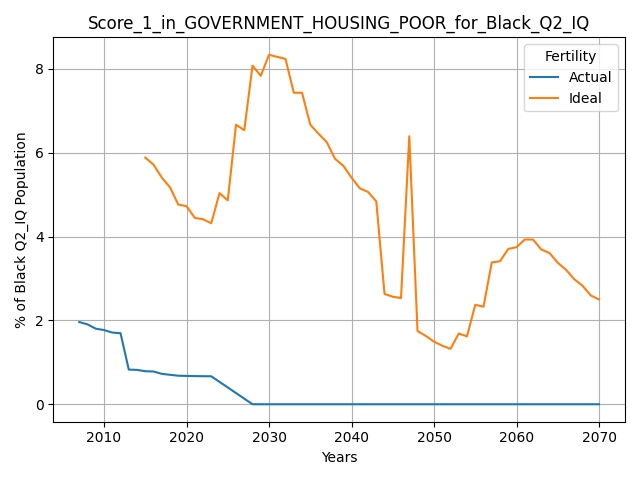 Score_1_in_GOVERNMENT_HOUSING_POOR_for_Black_Q2_IQ
Fertility
Actual
Ideal
% of Black Q2_IQ Population
8
6
4
2
0
2010 2020 2030 2040 2050 2060 2070
Years